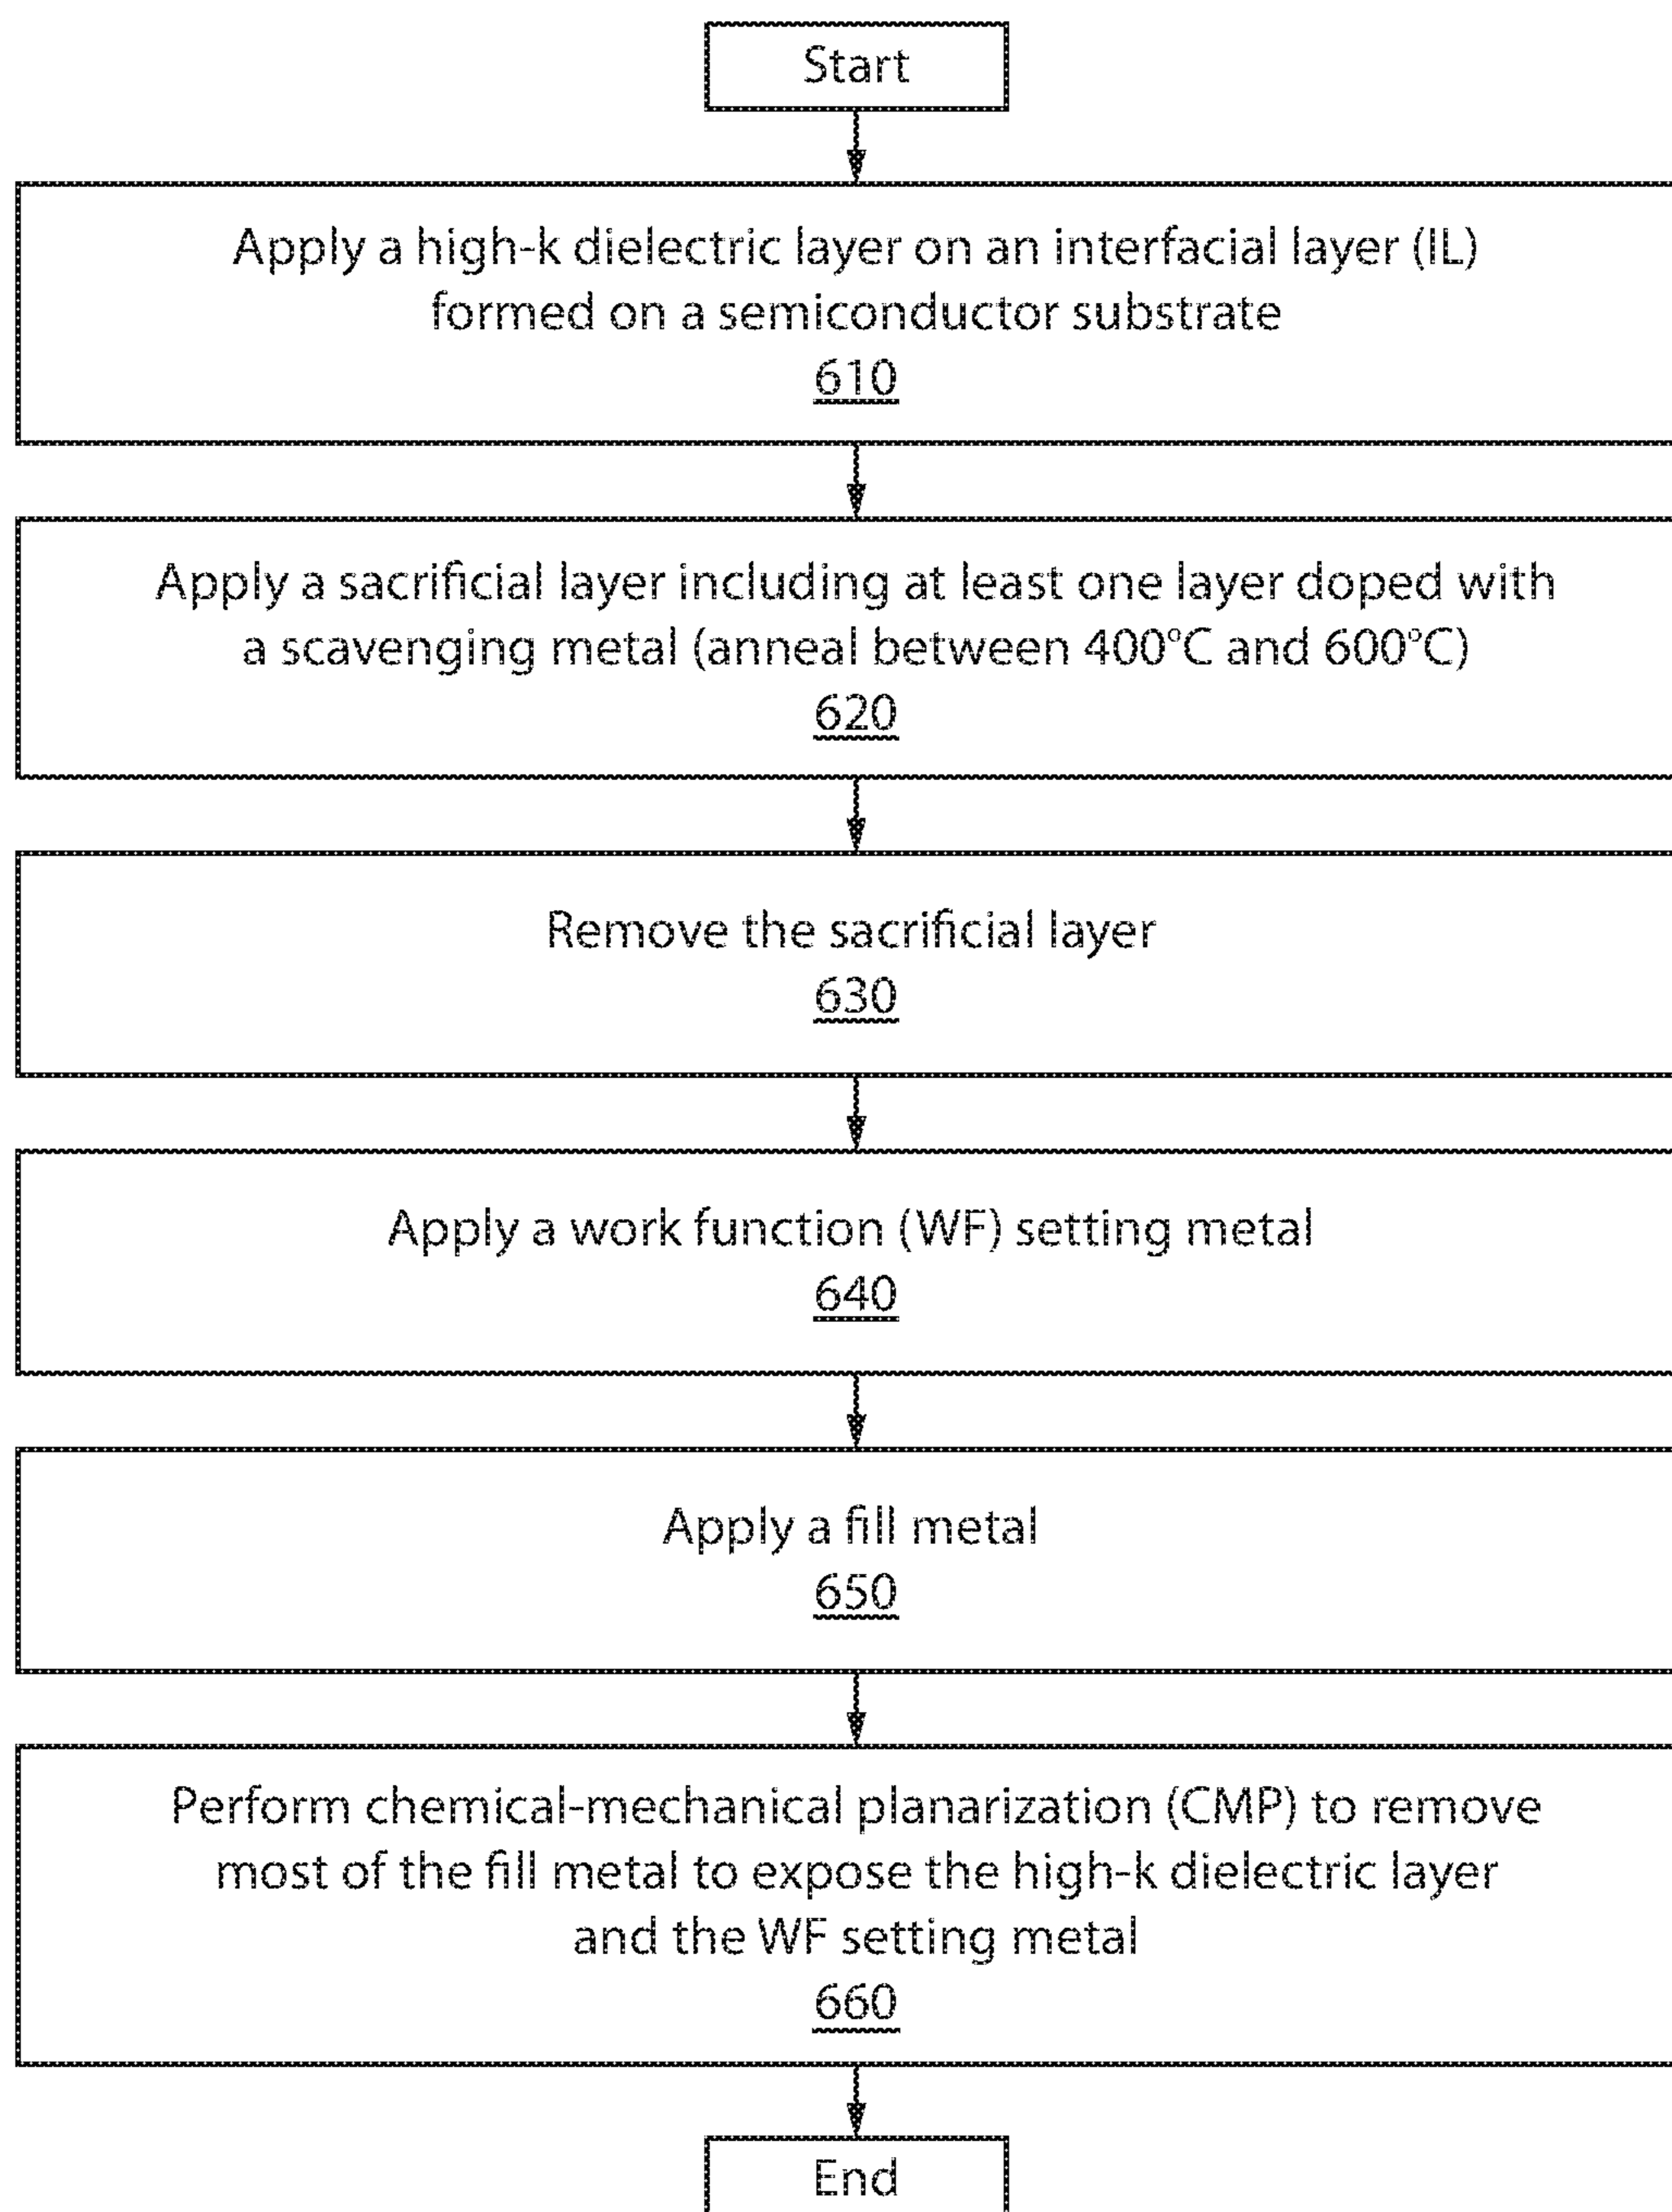 Start
Apply a high-k dielectric layer on an interfacial layer (IL)
formed on a semiconductor substrate
610
Apply a sacrificial layer including at least one layer doped with
a scavenging metal (anneal between 400°C and 600°C)
620
Remove the sacrificial layer
630
Apply a work function (WF) setting metal
640
Apply a fill metal
650
Perform chemical-mechanical planarization (CMP) to remove
most of the fill metal to expose the high-k dielectric layer
and the WF setting metal
660
End